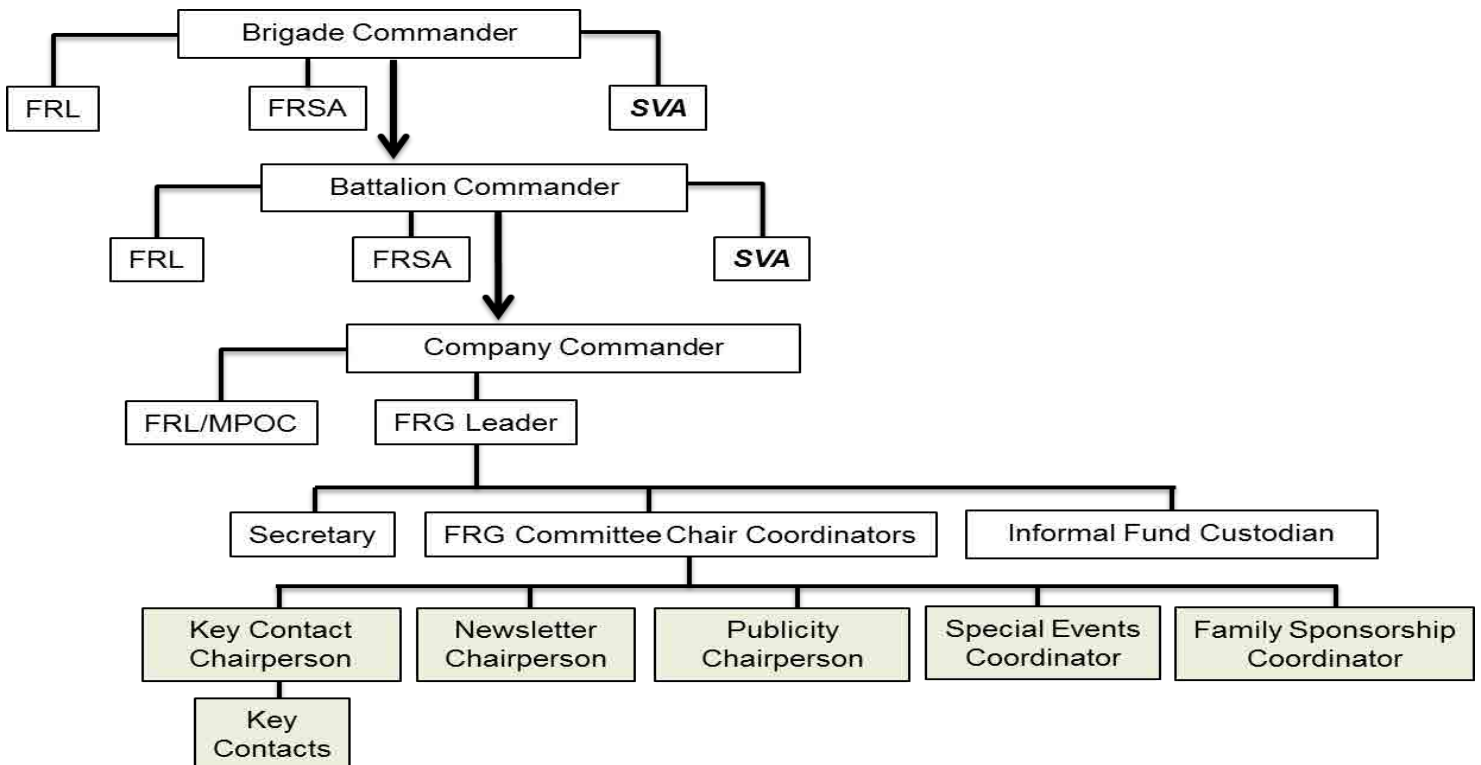 Brigade Commander
FRL
FRSA
SVA
Battalion Commander
FRL
FRSA
SVA
Company Commander
FRL/MPOC
FRG Leader
Secretary
FRG Committee Chair Coordinators
Informal Fund Custodian
Key Contact
Chairperson
Newsletter
Chairperson
Publicity
Chairperson
Special Events
Coordinator
Family Sponsorship
Coordinator
Key
Contacts